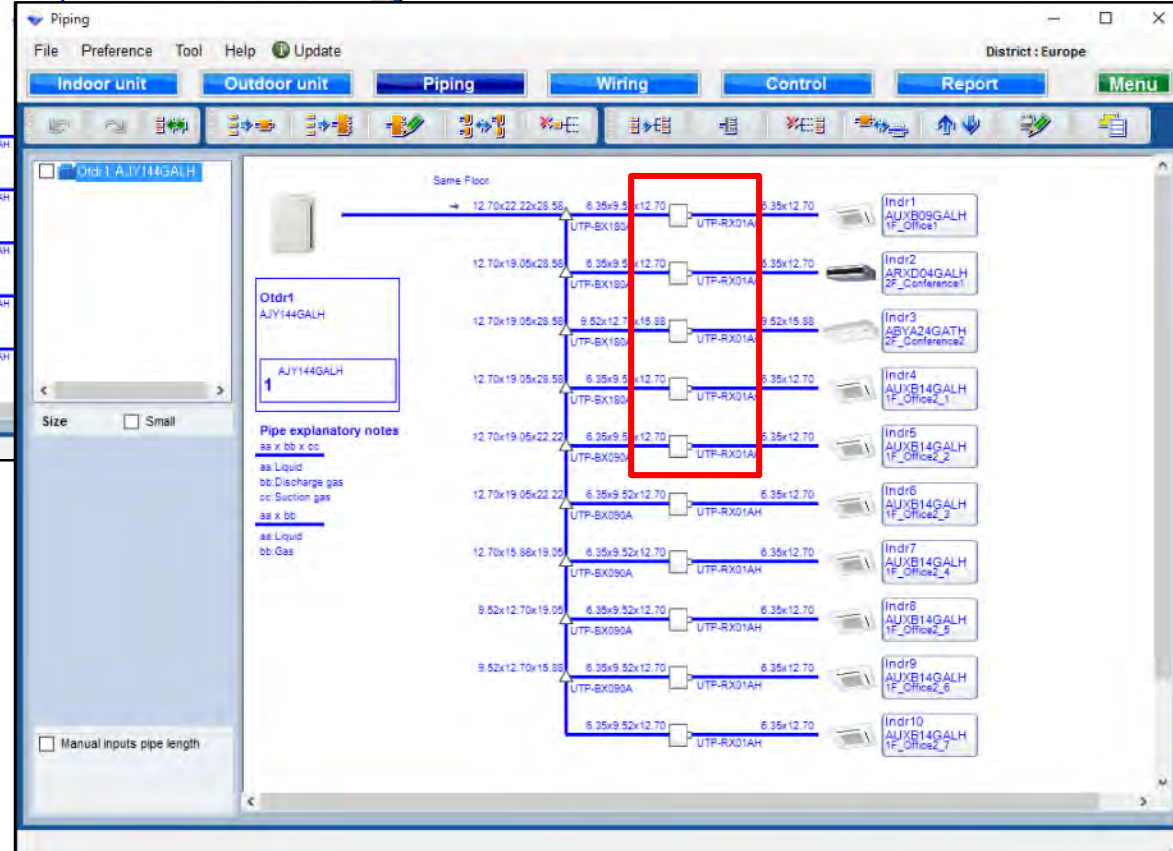 Piping
File Preference Tool Help Update District : Europe
Indoor unit Outdoor unit Piping Wiring Control Report Menu
Otdr1 AJY144GALH
Size Small
Manual inputs pipe length
Otdr1
AJY144GALH
AJY144GALH
1
Pipe explanatory notes
aa x bb x cc
aa:Liquid
bb:Discharge gas
cc:Suction gas
aa x bb
aa:Liquid
bb:Gas
Same Floor
→ 12.70x22.22x28.58 6.35x9.52x12.70 6.35x12.70
UTP-BX180A UTP-RX01AH
Indr1
AUXB09GALH
1F_Office1
12.70x19.05x28.58 6.35x9.52x12.70 6.35x12.70
UTP-BX180A UTP-RX01AH
Indr2
ARXD04GALH
2F_Conference1
12.70x19.05x28.58 9.52x12.70x15.88 9.52x15.88
UTP-BX180A UTP-RX01AH
Indr3
ABYA24GATH
2F_Conference2
12.70x19.05x28.58 6.35x9.52x12.70 6.35x12.70
UTP-BX180A UTP-RX01AH
Indr4
AUXB14GALH
1F_Office2_1
12.70x19.05x22.22 6.35x9.52x12.70 6.35x12.70
UTP-BX090A UTP-RX01AH
Indr5
AUXB14GALH
1F_Office2_2
12.70x19.05x22.22 6.35x9.52x12.70 6.35x12.70
UTP-BX090A UTP-RX01AH
Indr6
AUXB14GALH
1F_Office2_3
12.70x15.88x19.05 6.35x9.52x12.70 6.35x12.70
UTP-BX090A UTP-RX01AH
Indr7
AUXB14GALH
1F_Office2_4
9.52x12.70x19.05 6.35x9.52x12.70 6.35x12.70
UTP-BX090A UTP-RX01AH
Indr8
AUXB14GALH
1F_Office2_5
9.52x12.70x15.88 6.35x9.52x12.70 6.35x12.70
UTP-BX090A UTP-RX01AH
Indr9
AUXB14GALH
1F_Office2_6
6.35x9.52x12.70 6.35x12.70
UTP-RX01AH
Indr10
AUXB14GALH
1F_Office2_7